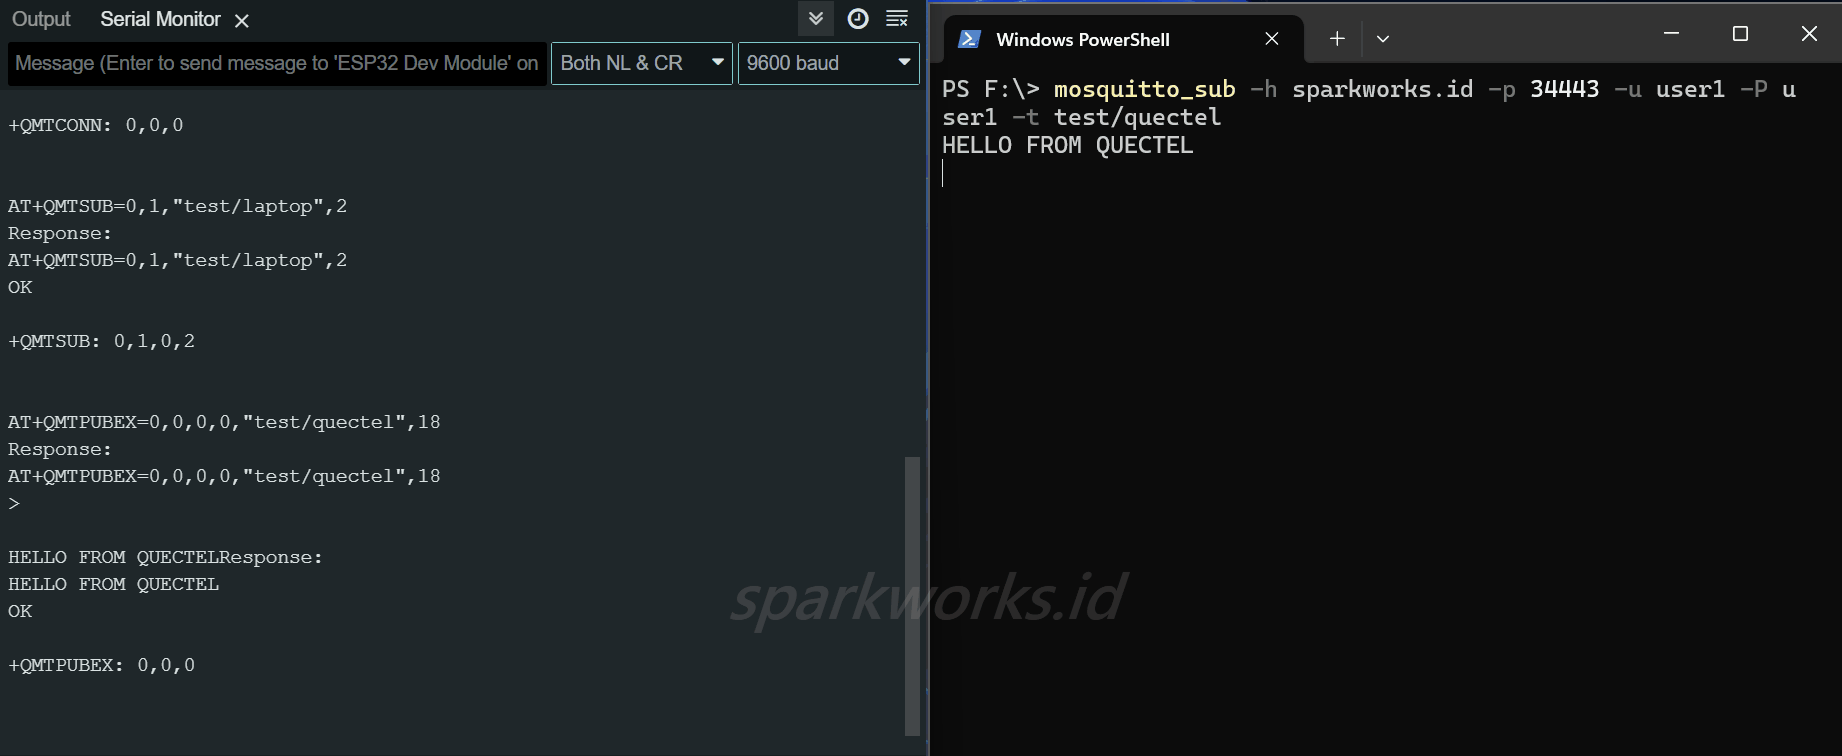 Output Serial Monitor
Message (Enter to send message to 'ESP32 Dev Module' on Both NL & CR 9600 baud
+QMTCONN: 0,0,0
AT+QMTSUB=0,1,"test/laptop",2
Response:
AT+QMTSUB=0,1,"test/laptop",2
OK
+QMTSUB: 0,1,0,2
AT+QMTPUBEX=0,0,0,0,"test/quectel",18
Response:
AT+QMTPUBEX=0,0,0,0,"test/quectel",18
>
HELLO FROM QUECTELResponse:
HELLO FROM QUECTEL
OK
+QMTPUBEX: 0,0,0
Windows PowerShell
PS F:\> mosquitto_sub -h sparkworks.id -p 34443 -u user1 -P u
ser1 -t test/quectel
HELLO FROM QUECTEL
sparkworks.id